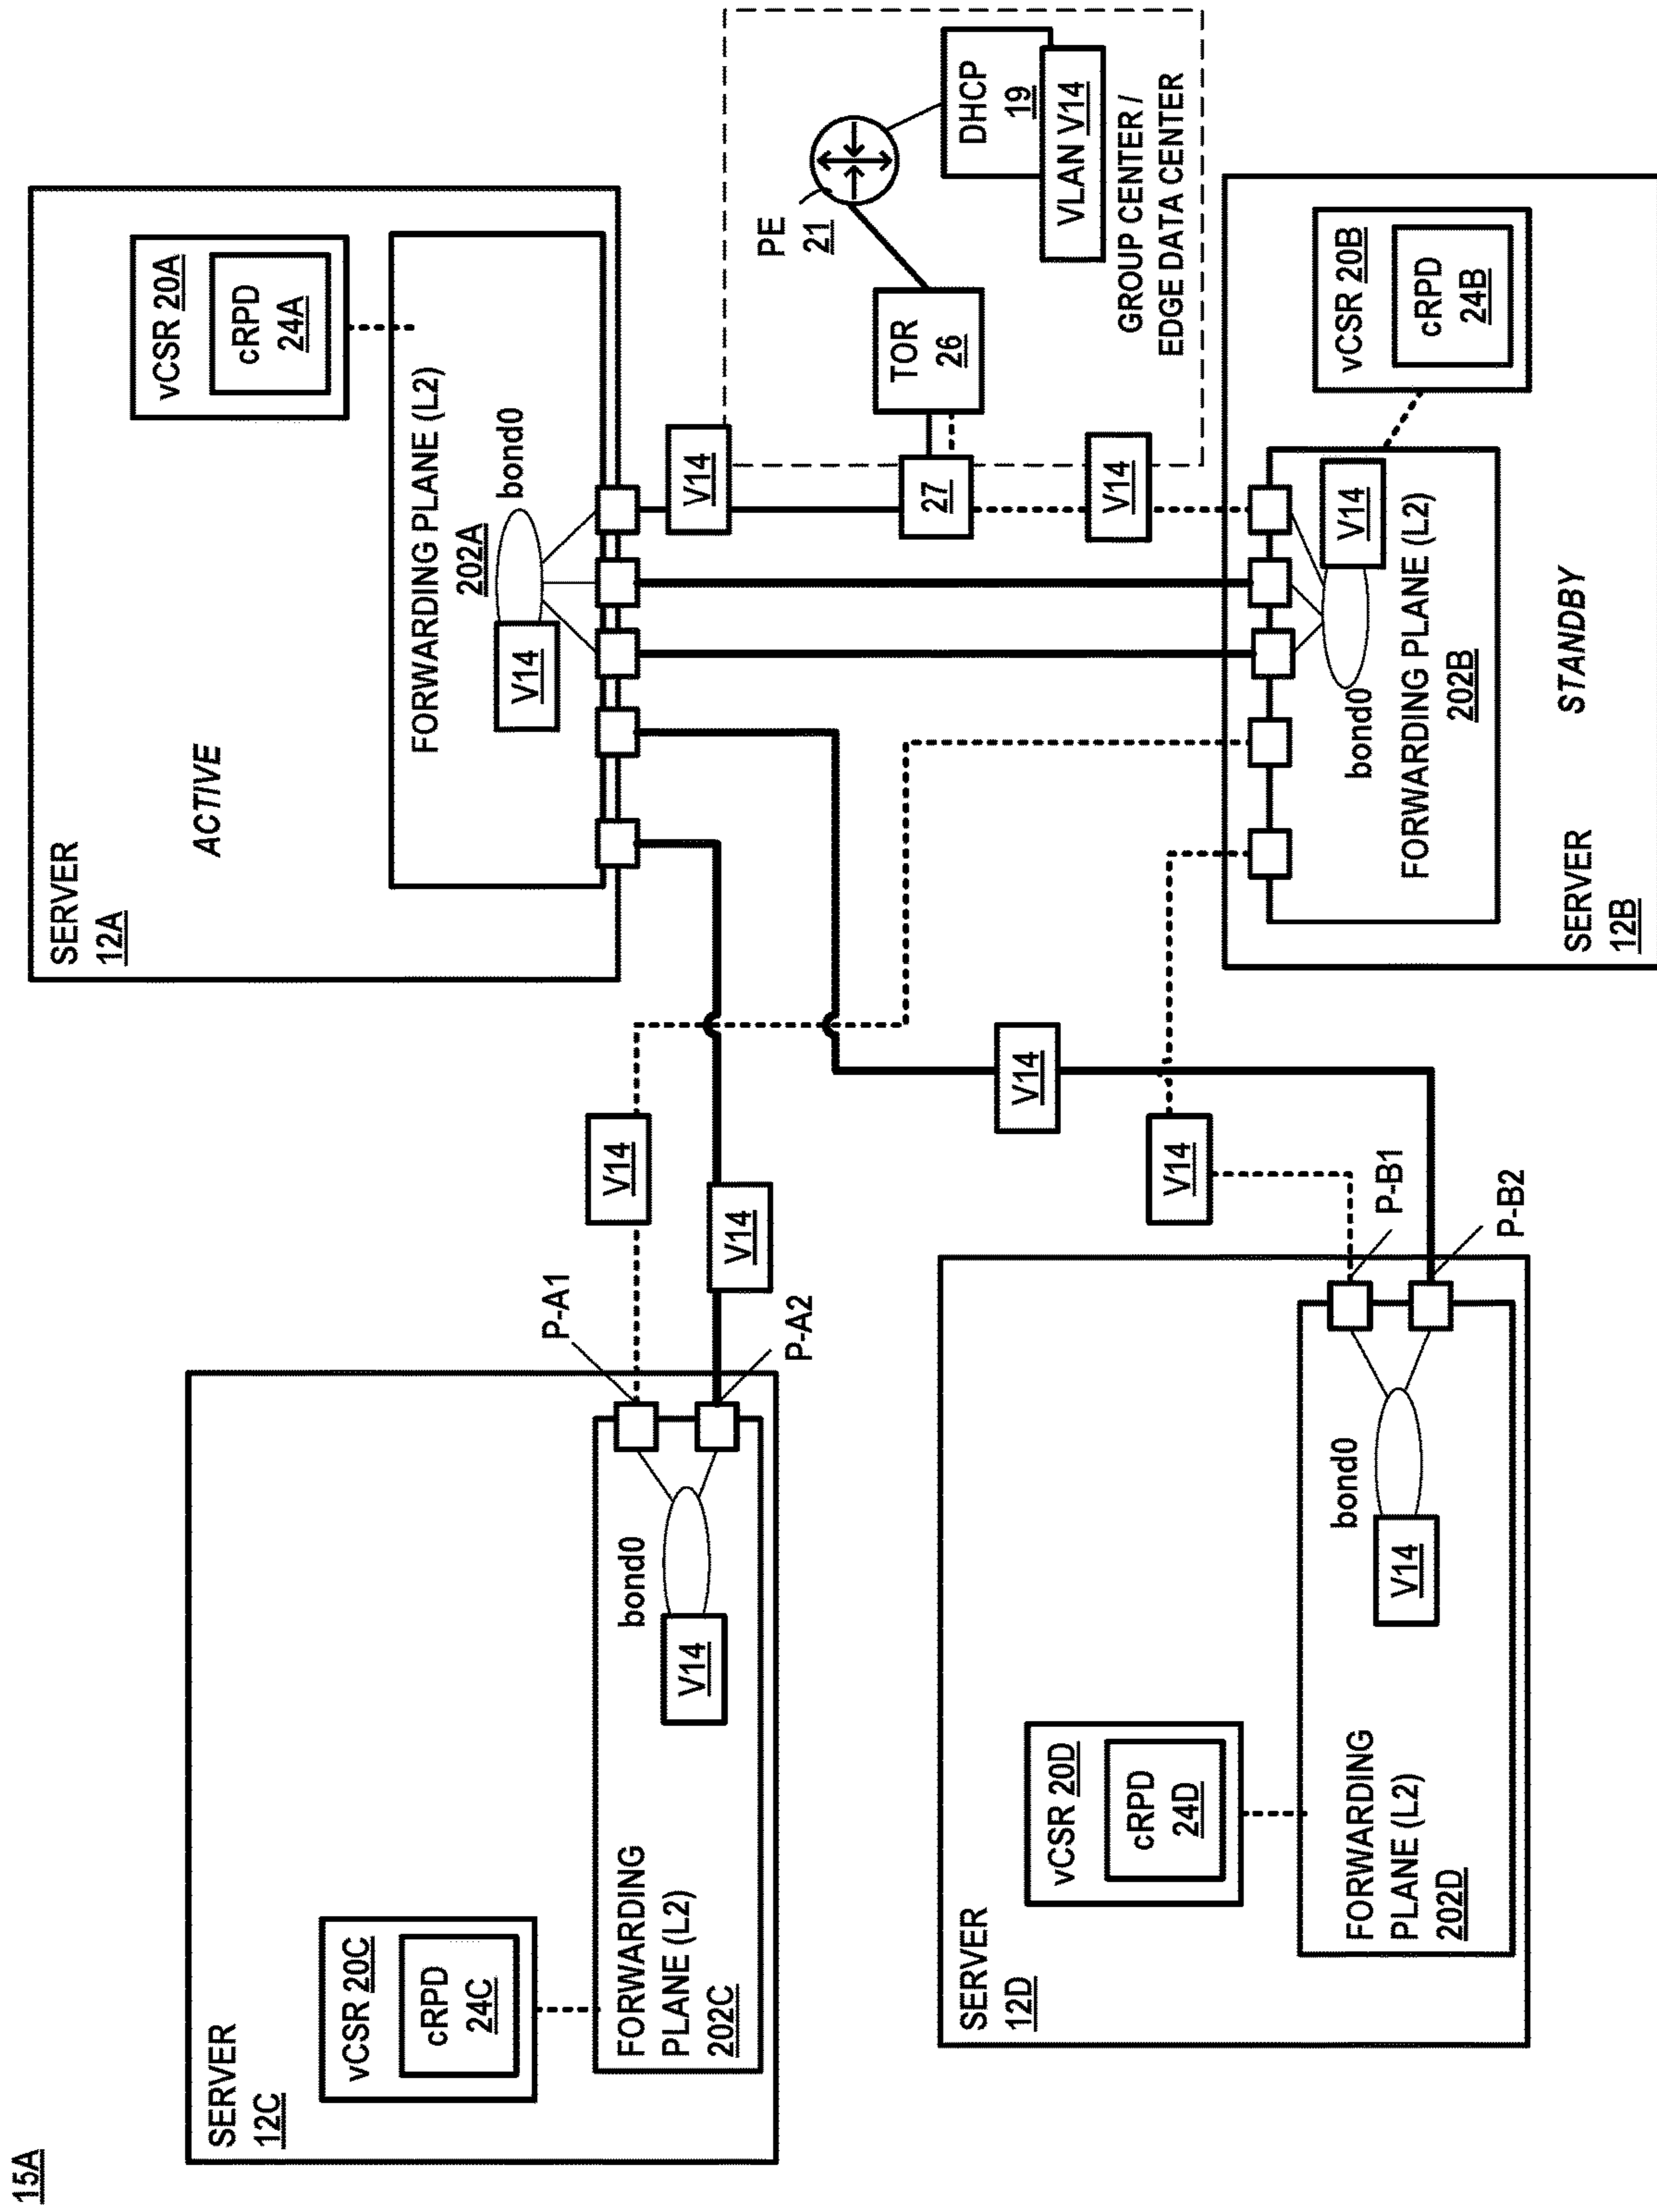 15A
SERVER
12C
vCSR 20C
cRPD
24C
FORWARDING
PLANE (L2)
202C
bond0
V14
P-A1
P-A2
V14
V14
SERVER
12A
ACTIVE
vCSR 20A
cRPD
24A
FORWARDING PLANE (L2)
202A
bond0
V14
SERVER
12D
vCSR 20D
cRPD
24D
FORWARDING
PLANE (L2)
202D
bond0
V14
P-B1
P-B2
V14
V14
V14
27
V14
TOR
26
PE
21
DHCP
19
VLAN V14
GROUP CENTER /
EDGE DATA CENTER
SERVER
12B
STANDBY
vCSR 20B
cRPD
24B
bond0
V14
FORWARDING PLANE (L2)
202B